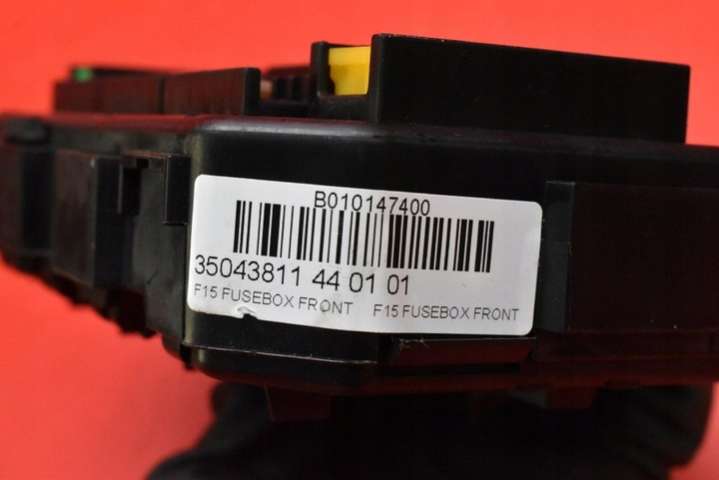 B010147400
35043811 44 01 01
F15 FUSEBOX FRONT F15 FUSEBOX FRONT